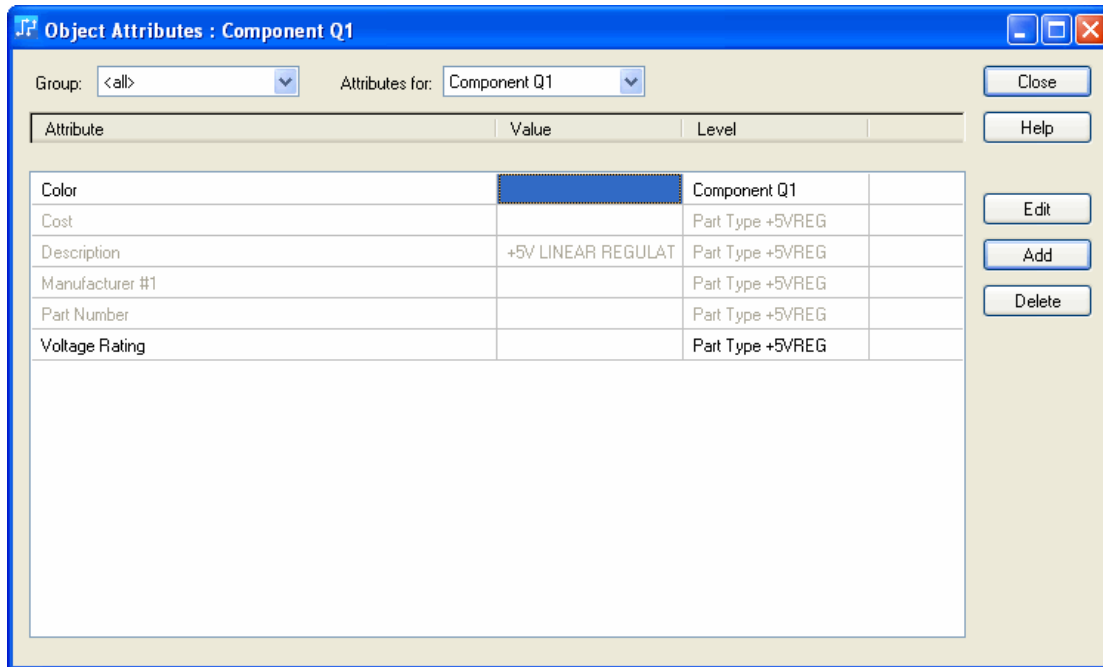 Object Attributes : Component Q1
Group: <all> Attributes for: Component Q1 Close
Attribute Value Level Help
Color Component Q1
Edit
Cost Part Type +5VREG
Description +5V LINEAR REGULAT Part Type +5VREG Add
Manufacturer #1 Part Type +5VREG
Delete
Part Number Part Type +5VREG
Voltage Rating Part Type +5VREG